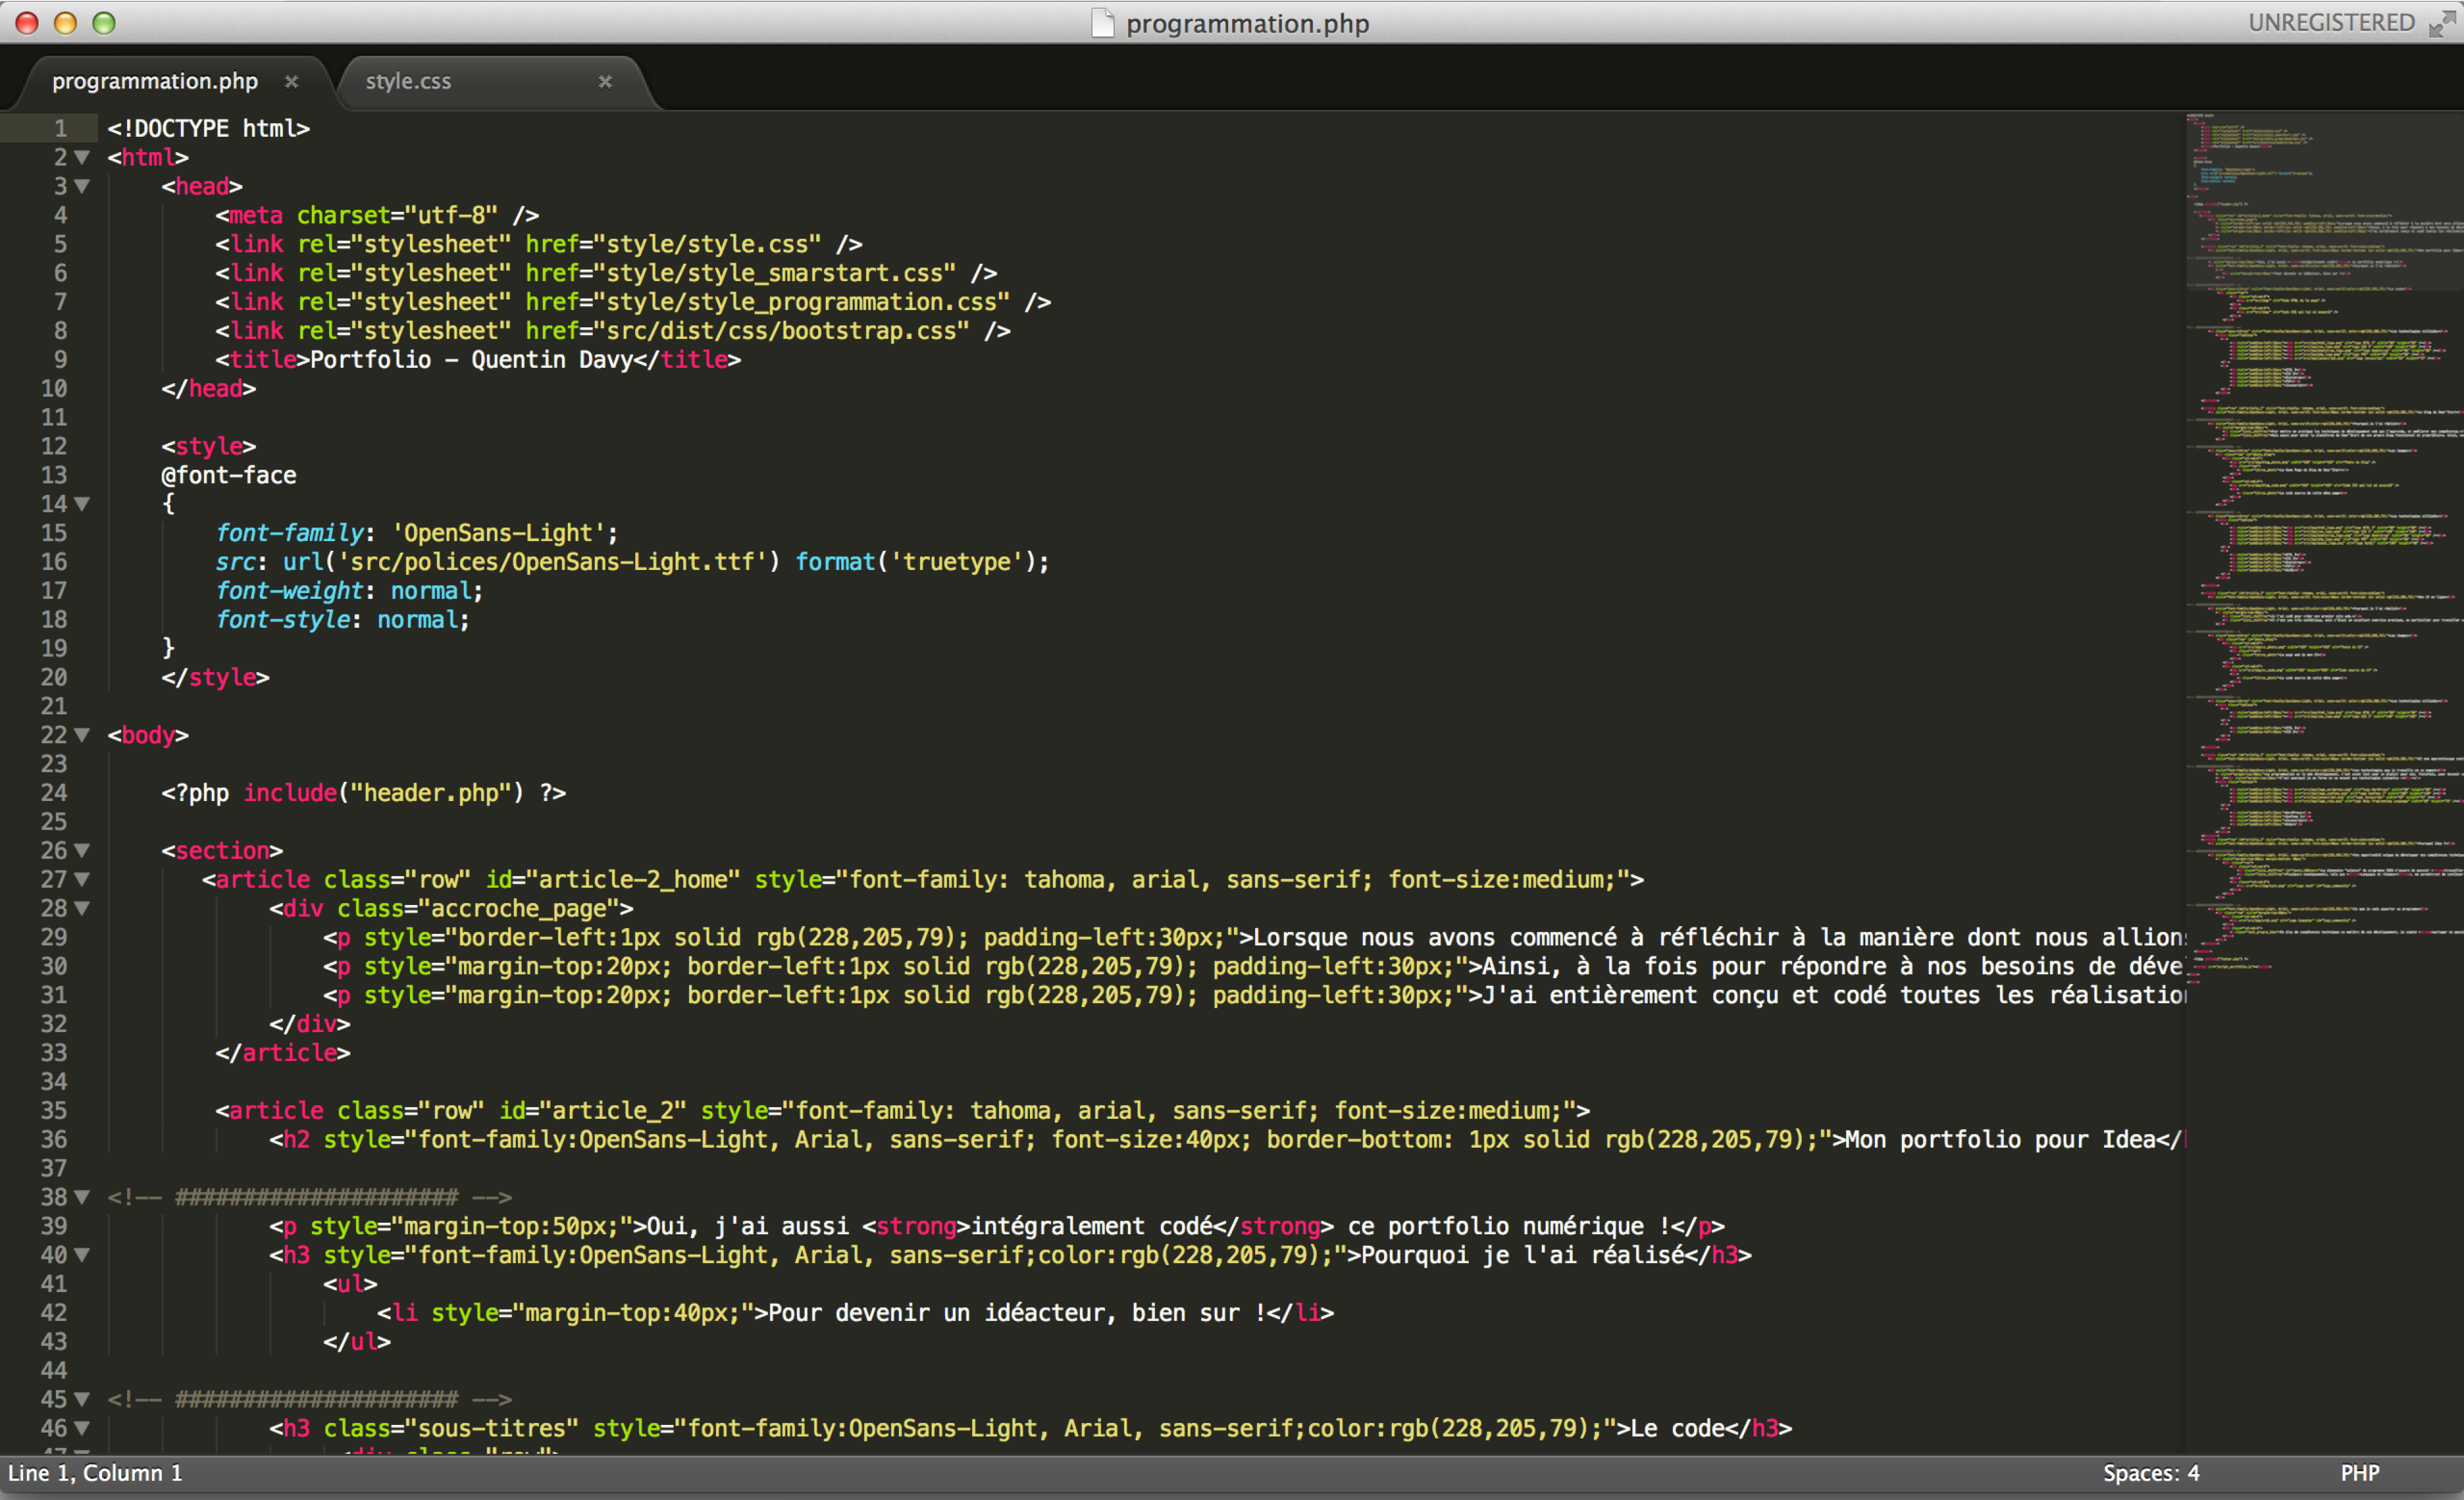 programmation.php
UNREGISTERED
programmation.php × style.css ×
1 <!DOCTYPE html>
2 <html>
3 <head>
4 <meta charset="utf-8" />
5 <link rel="stylesheet" href="style/style.css" />
6 <link rel="stylesheet" href="style/style_smarstart.css" />
7 <link rel="stylesheet" href="style/style_programmation.css" />
8 <link rel="stylesheet" href="src/dist/css/bootstrap.css" />
9 <title>Portfolio - Quentin Davy</title>
10 </head>
11
12 <style>
13 @font-face
14 {
15 font-family: 'OpenSans-Light';
16 src: url('src/polices/OpenSans-Light.ttf') format('truetype');
17 font-weight: normal;
18 font-style: normal;
19 }
20 </style>
21
22 <body>
23
24 <?php include("header.php") ?>
25
26 <section>
27 <article class="row" id="article-2_home" style="font-family: tahoma, arial, sans-serif; font-size:medium;">
28 <div class="accroche_page">
29 <p style="border-left:1px solid rgb(228,205,79); padding-left:30px;">Lorsque nous avons commencé à réfléchir à la manière dont nous allion
30 <p style="margin-top:20px; border-left:1px solid rgb(228,205,79); padding-left:30px;">Ainsi, à la fois pour répondre à nos besoins de déve
31 <p style="margin-top:20px; border-left:1px solid rgb(228,205,79); padding-left:30px;">J'ai entièrement conçu et codé toutes les réalisatio
32 </div>
33 </article>
34
35 <article class="row" id="article_2" style="font-family: tahoma, arial, sans-serif; font-size:medium;">
36 <h2 style="font-family:OpenSans-Light, Arial, sans-serif; font-size:40px; border-bottom: 1px solid rgb(228,205,79);">Mon portfolio pour Idea</
37
38 <!-- ##################### -->
39 <p style="margin-top:50px;">Oui, j'ai aussi <strong>intégralement codé</strong> ce portfolio numérique !</p>
40 <h3 style="font-family:OpenSans-Light, Arial, sans-serif;color:rgb(228,205,79);">Pourquoi je l'ai réalisé</h3>
41 <ul>
42 <li style="margin-top:40px;">Pour devenir un idéacteur, bien sur !</li>
43 </ul>
44
45 <!-- ##################### -->
46 <h3 class="sous-titres" style="font-family:OpenSans-Light, Arial, sans-serif;color:rgb(228,205,79);">Le code</h3>
Line 1, Column 1
Spaces: 4
PHP